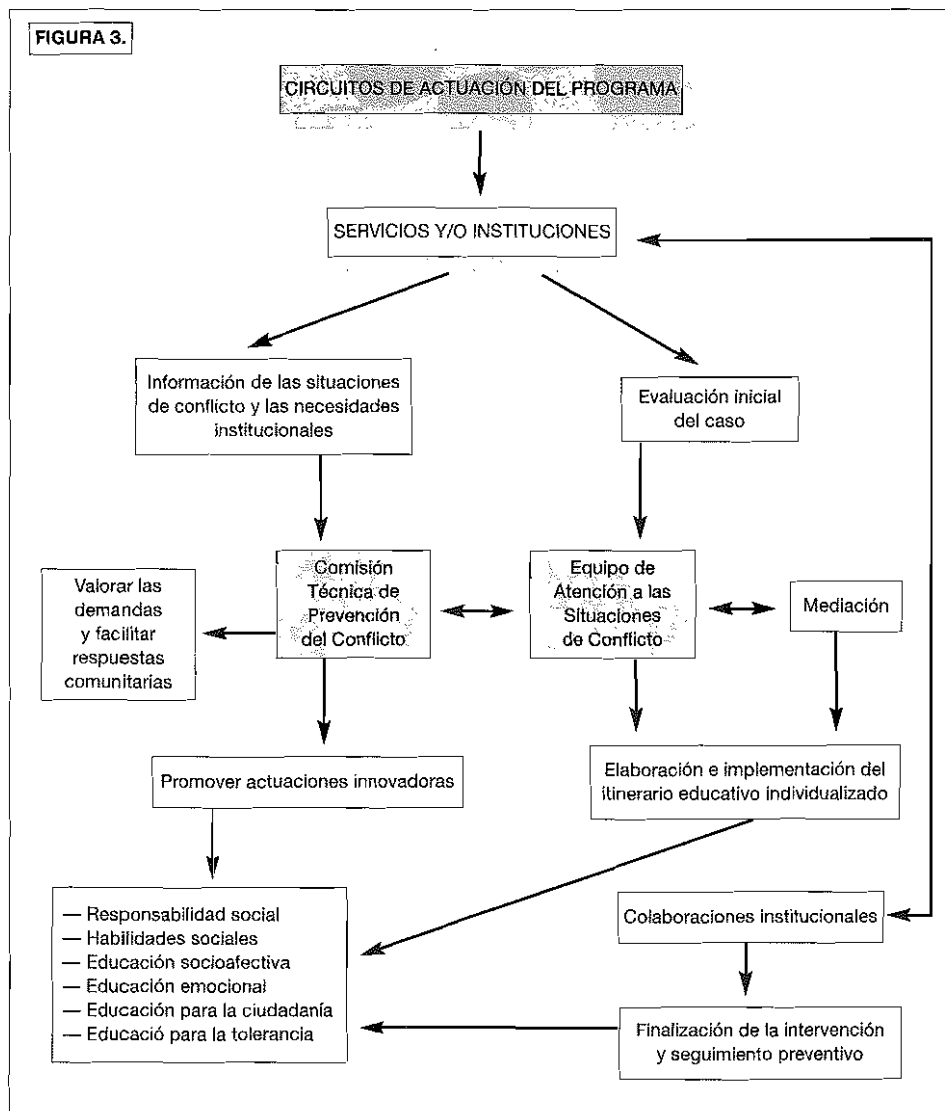 FIGURA 3.
CIRCUITOS DE ACTUACIÓN DEL PROGRAMA
SERVICIOS Y/O INSTITUCIONES
Información de las situaciones
de conflicto y las necesidades
institucionales
Evaluación inicial
del caso
Valorar las
demandas
y facilitar
respuestas
comunitarias
Comisión
Técnica de
Prevención
del Conflicto
Equipo de
Atención a las
Situaciones
de Conflicto
Mediación
Promover actuaciones innovadoras
Elaboración e implementación del
itinerario educativo individualizado
— Responsabilidad social
— Habilidades sociales
— Educación socioafectiva
— Educación emocional
— Educación para la ciudadanía
— Educació para la tolerancia
Colaboraciones institucionales
Finalización de la intervención
y seguimiento preventivo